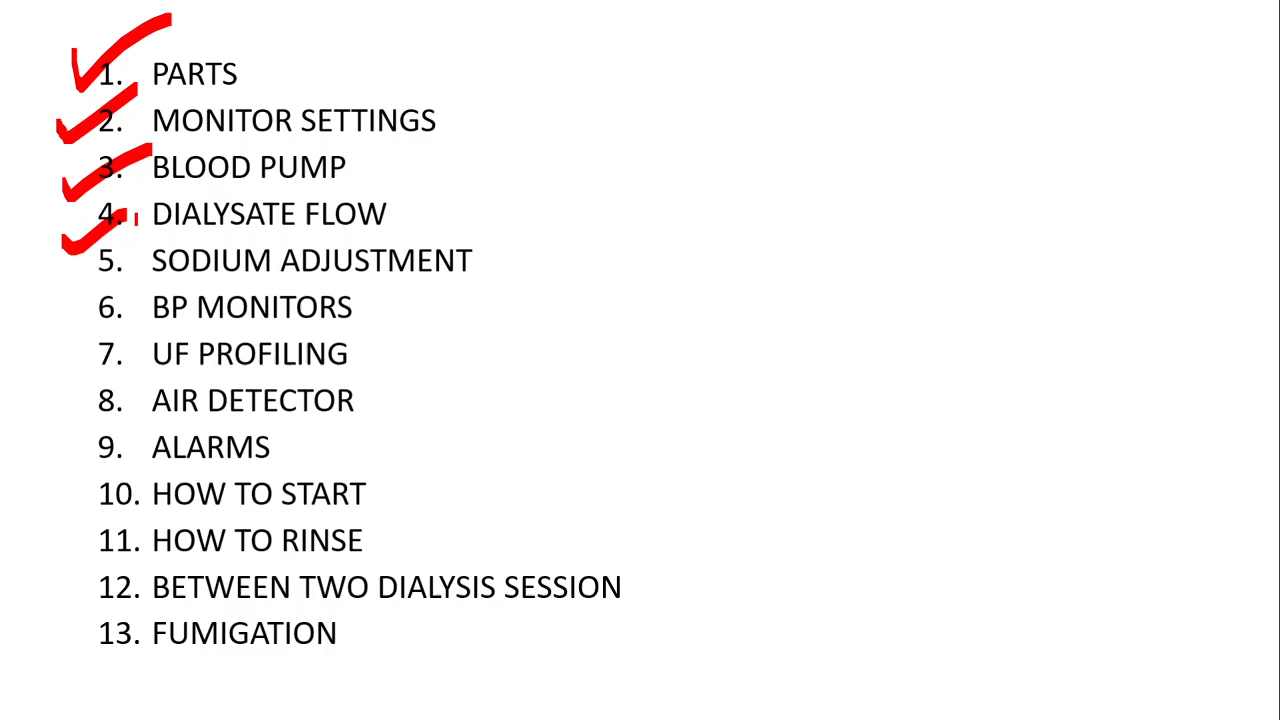 1. PARTS
2. MONITOR SETTINGS
3. BLOOD PUMP
4. DIALYSATE FLOW
5. SODIUM ADJUSTMENT
6. BP MONITORS
7. UF PROFILING
8. AIR DETECTOR
9. ALARMS
10. HOW TO START
11. HOW TO RINSE
12. BETWEEN TWO DIALYSIS SESSION
13. FUMIGATION